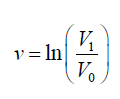 v = ln(V₁/V₀)